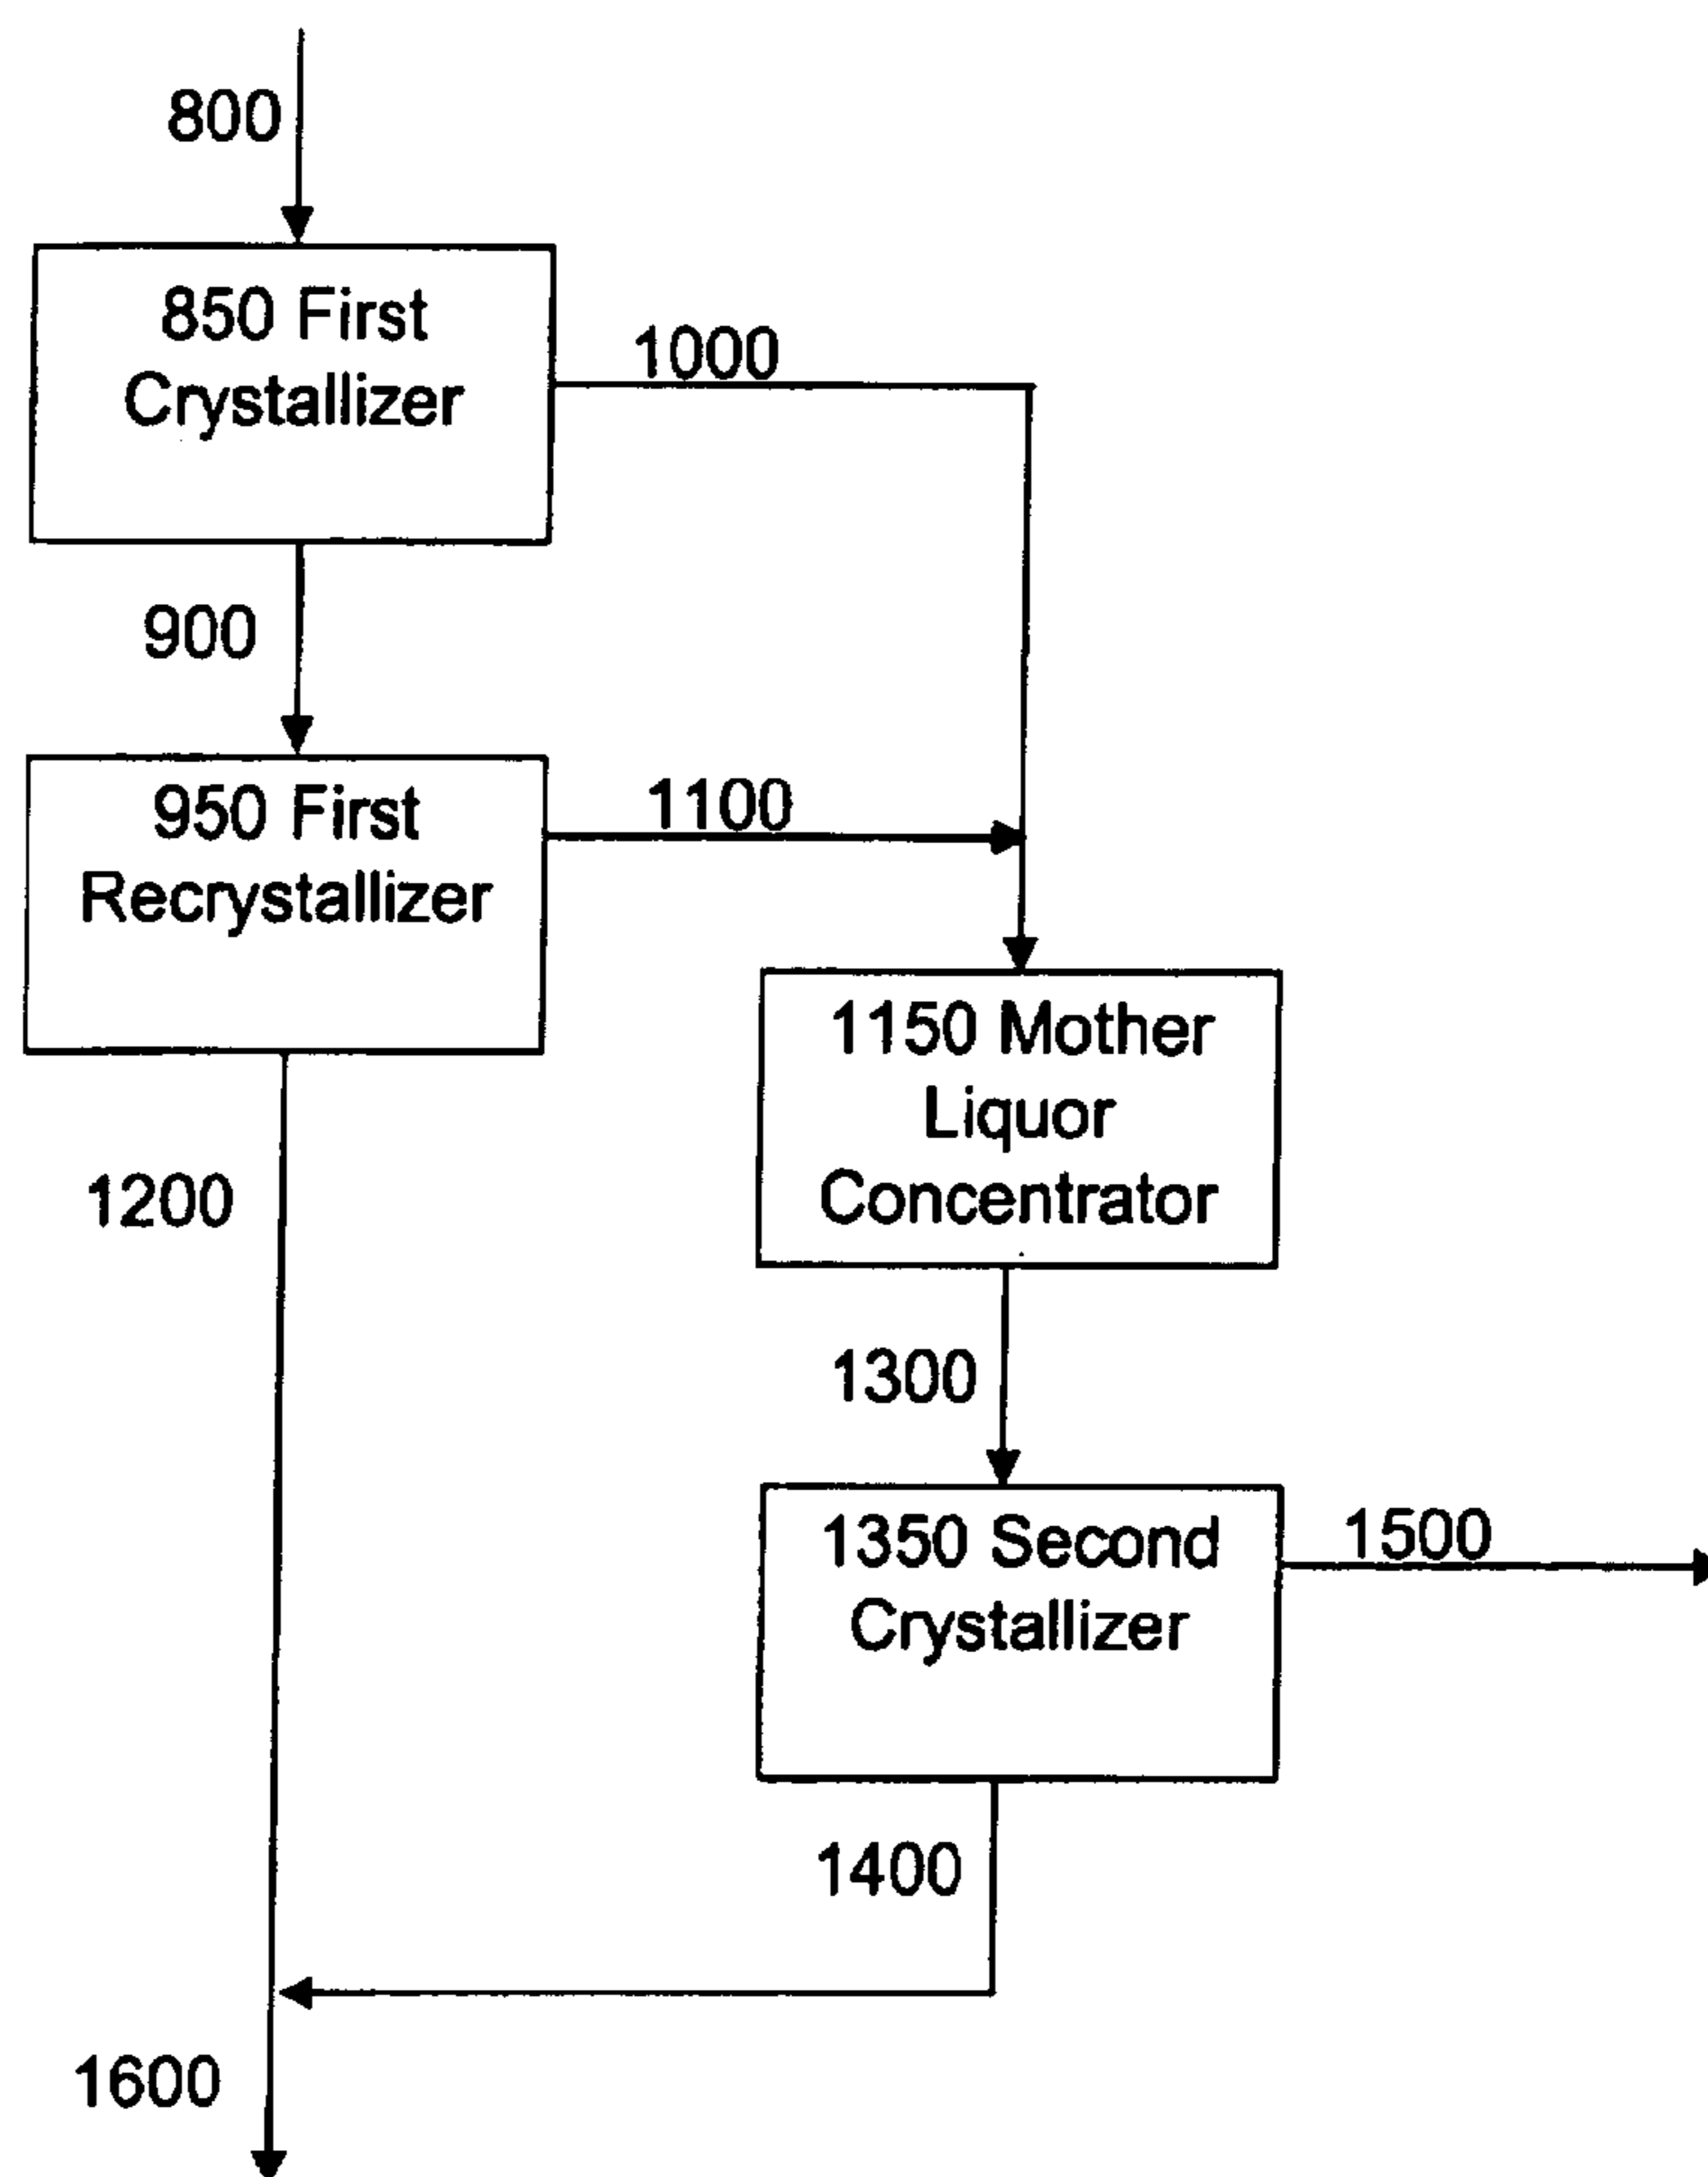 800
850 First
Crystallizer
1000
900
950 First
Recrystallizer
1100
1150 Mother
Liquor
Concentrator
1200
1300
1350 Second
Crystallizer
1500
1400
1600